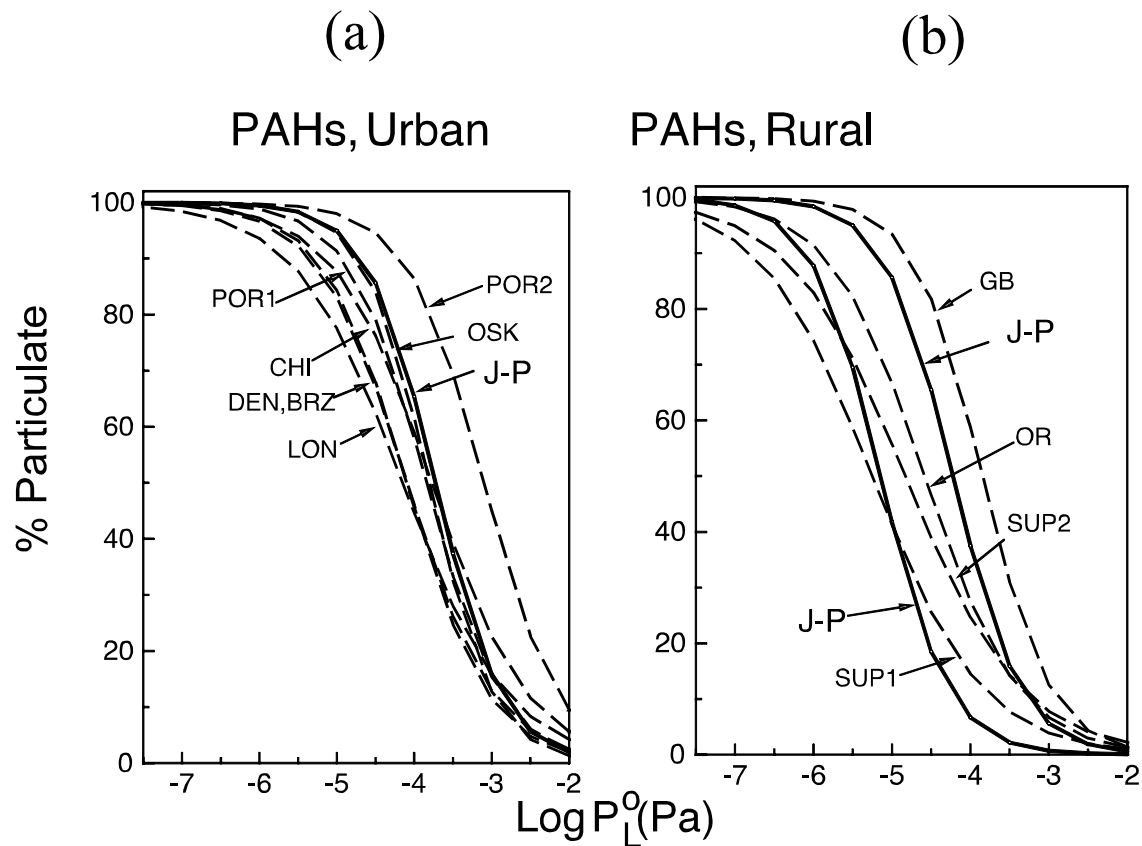 (a)
(b)
PAHs, Urban
PAHs, Rural
% Particulate
100
80
60
40
20
0
POR1
POR2
OSK
CHI
J-P
DEN,BRZ
LON
-7
-6
-5
-4
-3
-2
100
80
60
40
20
0
GB
J-P
OR
SUP2
J-P
SUP1
-7
-6
-5
-4
-3
-2
Log P°L(Pa)